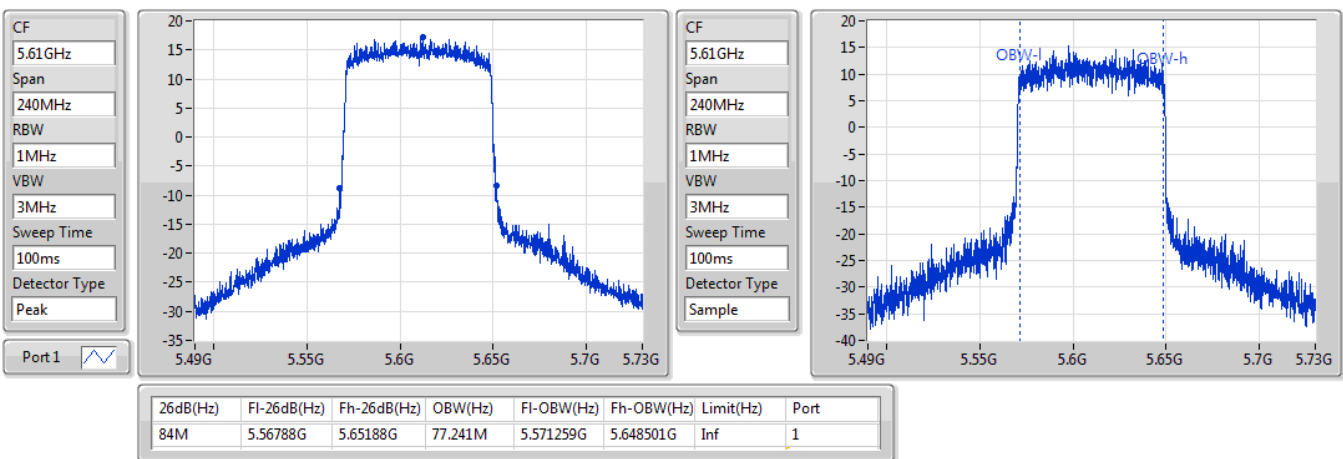 CF
5.61GHz
Span
240MHz
RBW
1MHz
VBW
3MHz
Sweep Time
100ms
Detector Type
Peak
Port 1
20
15
10
5
0
-5
-10
-15
-20
-25
-30
-35
5.49G 5.55G 5.6G 5.65G 5.7G 5.73G
CF
5.61GHz
Span
240MHz
RBW
1MHz
VBW
3MHz
Sweep Time
100ms
Detector Type
Sample
20
15
10
5
0
-5
-10
-15
-20
-25
-30
-35
-40
OBW-l OBW-h
5.49G 5.55G 5.6G 5.65G 5.7G 5.73G
26dB(Hz) Fl-26dB(Hz) Fh-26dB(Hz) OBW(Hz) Fl-OBW(Hz) Fh-OBW(Hz) Limit(Hz) Port
84M 5.56788G 5.65188G 77.241M 5.571259G 5.648501G Inf 1